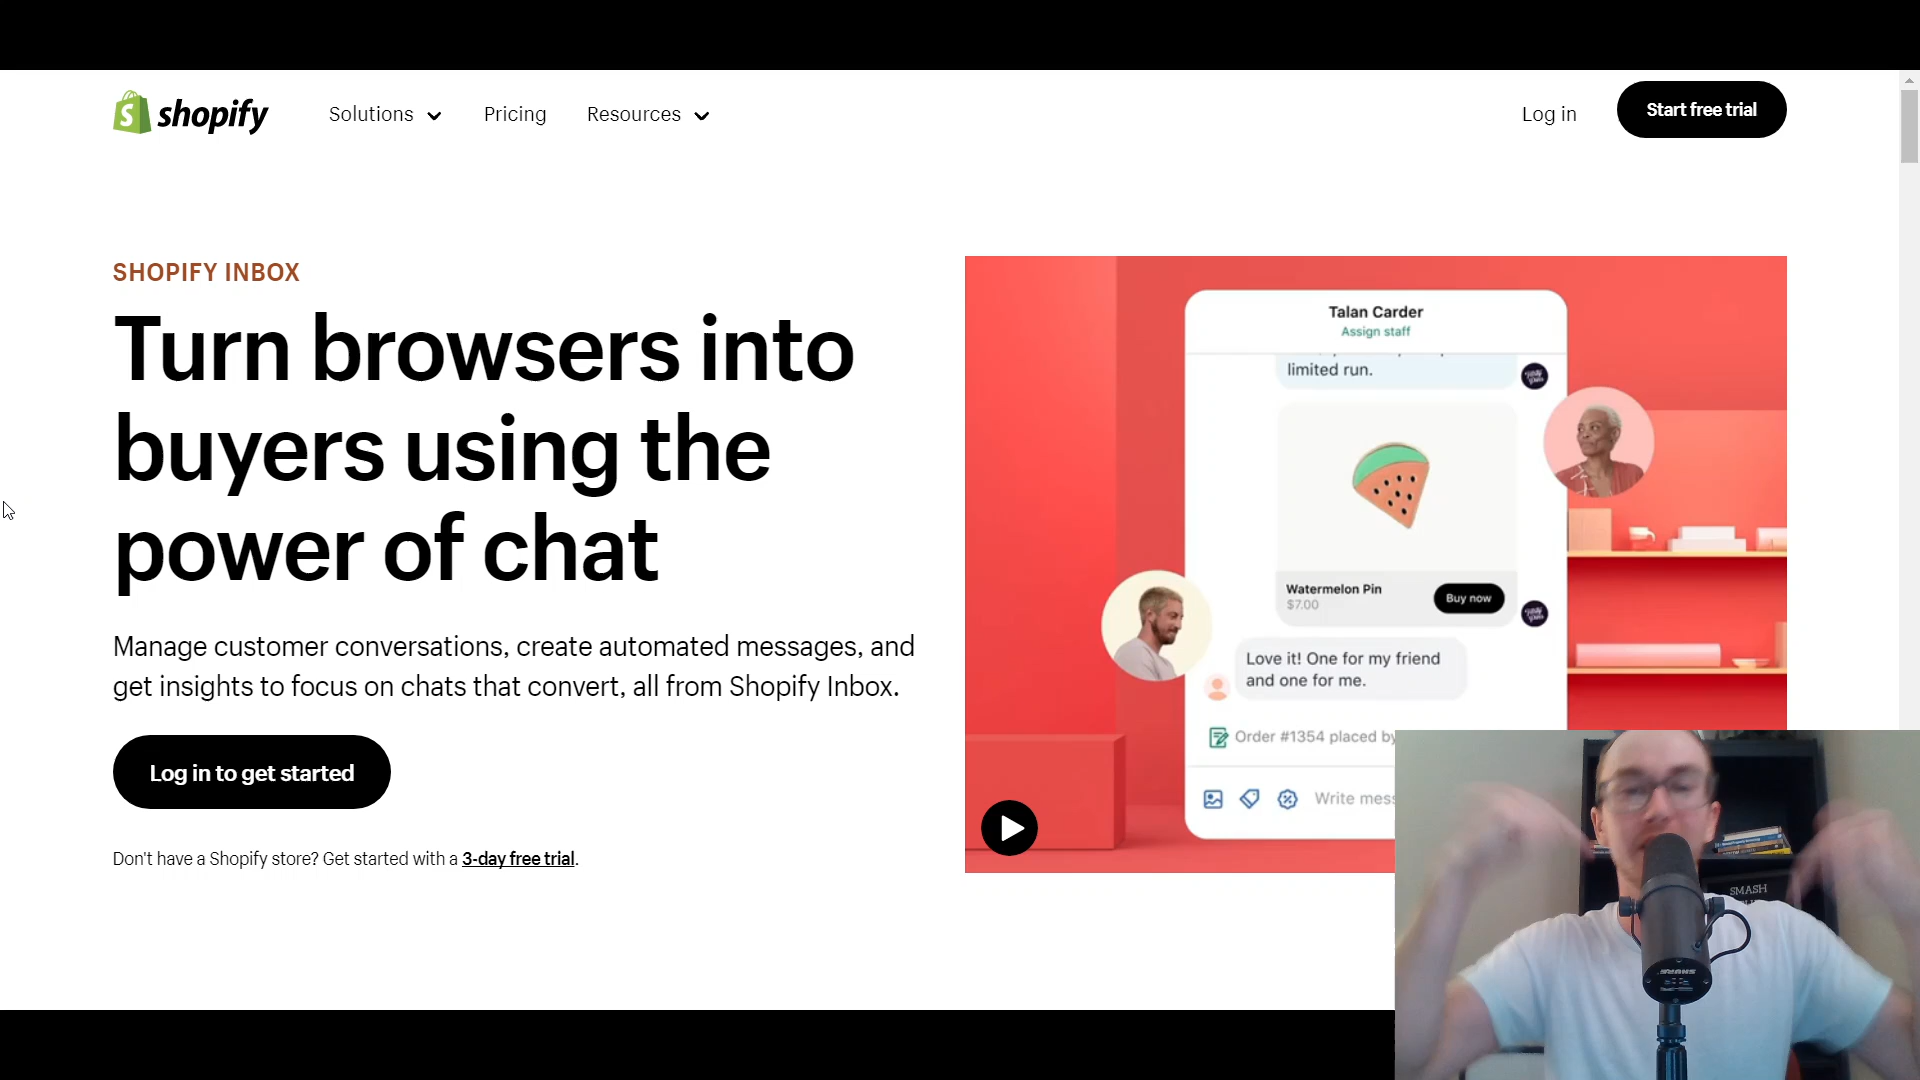 shopify
Solutions
Pricing
Resources
Log in
Start free trial
SHOPIFY INBOX
Turn browsers into
buyers using the
power of chat
Manage customer conversations, create automated messages, and
get insights to focus on chats that convert, all from Shopify Inbox.
Log in to get started
Don't have a Shopify store? Get started with a 3-day free trial.
Talan Carder
Assign staff
limited run.
Watermelon Pin
$7.00
Buy now
Love it! One for my friend
and one for me.
Order #1354 placed by
Write mess
SMASH